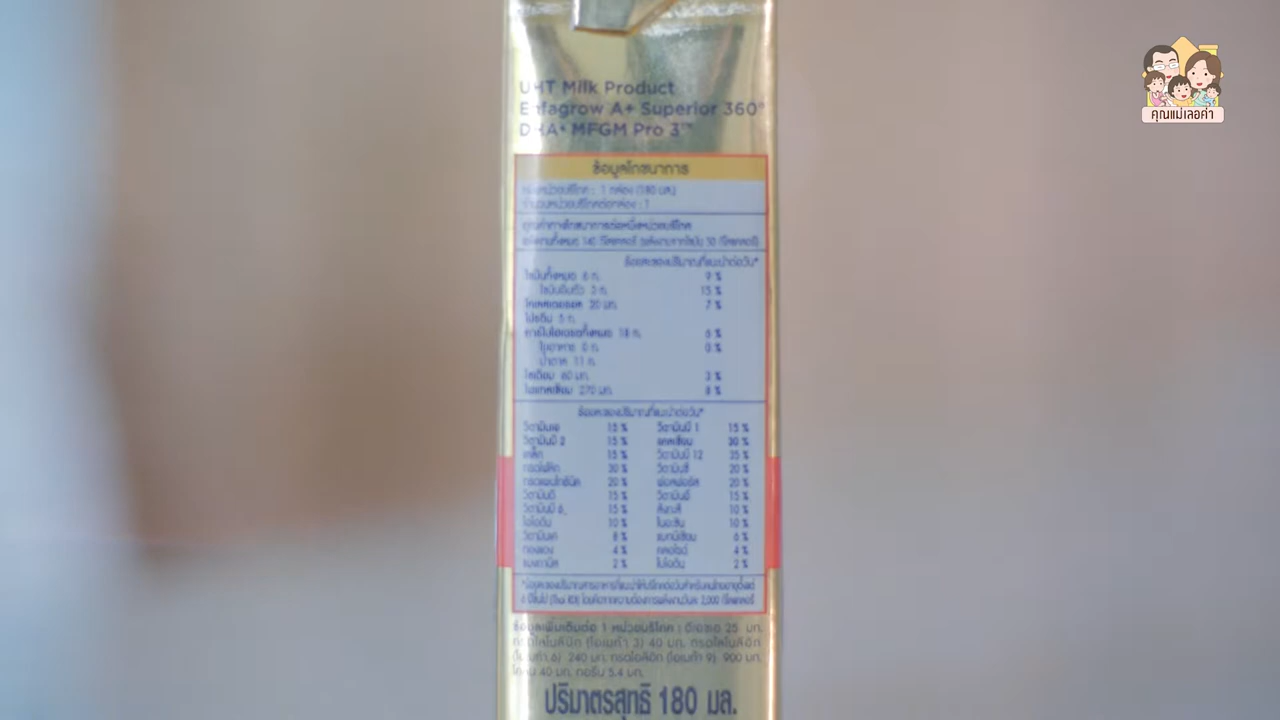 คุณแม่เลอค่า
UHT Milk Product
Enfagrow A+ Superior 360°
DHA+ MFGM Pro 3™
ข้อมูลโภชนาการ
หนึ่งหน่วยบริโภค : 1 กล่อง (180 มล.)
จำนวนหน่วยบริโภคต่อกล่อง : 1
คุณค่าทางโภชนาการต่อหนึ่งหน่วยบริโภค
พลังงานทั้งหมด 140 กิโลแคลอรี (พลังงานจากไขมัน 50 กิโลแคลอรี)
ร้อยละของปริมาณที่แนะนำต่อวัน*
ไขมันทั้งหมด 6 ก. 9 %
ไขมันอิ่มตัว 3 ก. 15 %
โคเลสเตอรอล 20 มก. 7 %
โปรตีน 5 ก.
คาร์โบไฮเดรตทั้งหมด 18 ก. 6 %
ใยอาหาร 0 ก. 0 %
น้ำตาล 11 ก.
โซเดียม 60 มก. 3 %
โพแทสเซียม 270 มก. 8 %
ร้อยละของปริมาณที่แนะนำต่อวัน*
วิตามินเอ 15 % วิตามินบี 1 15 %
วิตามินบี 2 15 % แคลเซียม 30 %
เหล็ก 15 % วิตามินบี 12 25 %
กรดโฟลิก 30 % วิตามินซี 20 %
กรดแพนโทธินิค 20 % ฟอสฟอรัส 20 %
วิตามินดี 15 % วิตามินอี 15 %
วิตามินบี 6 15 % สังกะสี 10 %
ไอโอดีน 10 % ไนอะซิน 10 %
วิตามินเค 8 % แมกนีเซียม 6 %
ทองแดง 4 % คลอไรด์ 4 %
แมงกานีส 2 % ไบโอติน 2 %
*ร้อยละของปริมาณสารอาหารที่แนะนำให้บริโภคต่อวันสำหรับคนไทยอายุตั้งแต่
6 ปีขึ้นไป (Thai RDI) โดยคิดจากความต้องการพลังงานวันละ 2,000 กิโลแคลอรี
ข้อมูลเพิ่มเติมต่อ 1 หน่วยบริโภค : ดีเอชเอ 25 มก.
กรดไลโนเลนิก (โอเมก้า 3) 40 มก. กรดไลโนลิอิก
(โอเมก้า 6) 240 มก. กรดโอลิอิก (โอเมก้า 9) 900 มก.
โคลีน 40 มก. ทอรีน 5.4 มก.
ปริมาตรสุทธิ 180 มล.